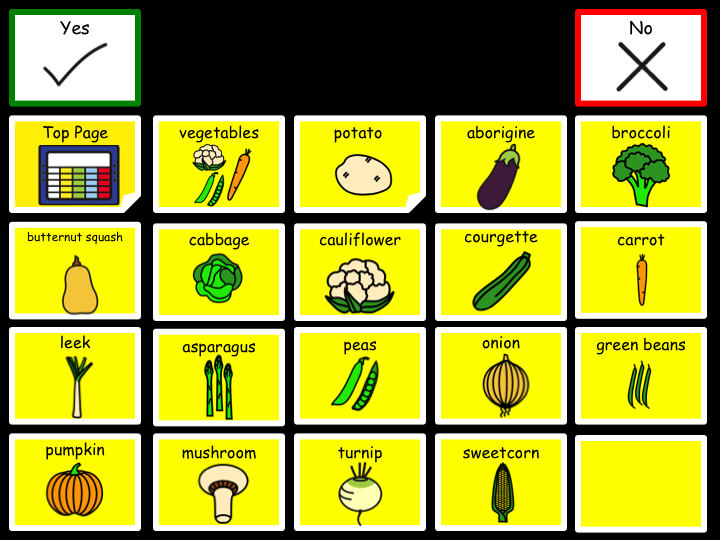 Yes
No
Top Page
vegetables
potato
aborigine
broccoli
butternut squash
cabbage
cauliflower
courgette
carrot
leek
asparagus
peas
onion
green beans
pumpkin
mushroom
turnip
sweetcorn